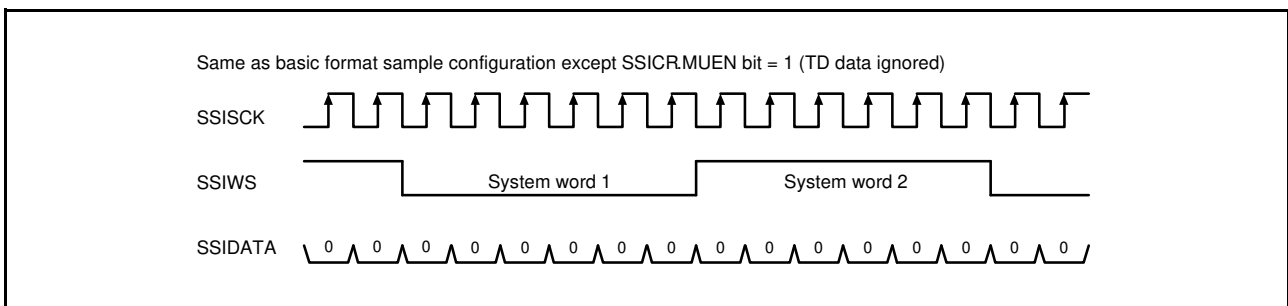 Same as basic format sample configuration except SSICR.MUEN bit = 1 (TD data ignored)
SSISCK
SSIWS System word 1 System word 2
SSIDATA 0 0 0 0 0 0 0 0 0 0 0 0 0 0 0 0